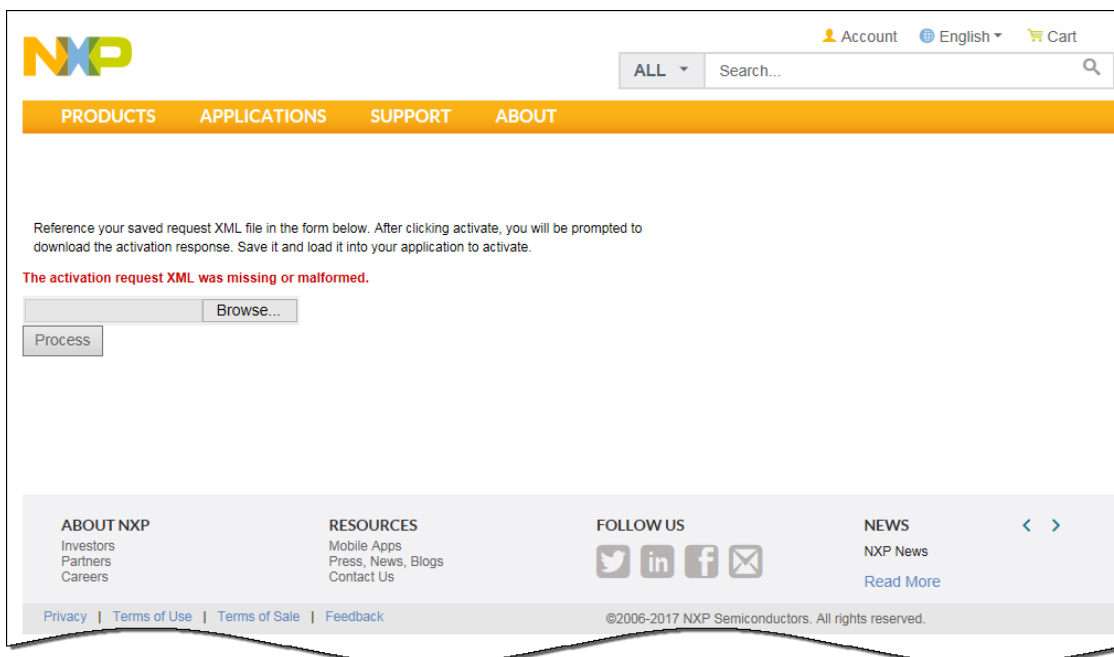 NXP
Account English Cart
ALL Search...
PRODUCTS APPLICATIONS SUPPORT ABOUT
Reference your saved request XML file in the form below. After clicking activate, you will be prompted to
download the activation response. Save it and load it into your application to activate.
The activation request XML was missing or malformed.
Browse...
Process
ABOUT NXP
Investors
Partners
Careers
RESOURCES
Mobile Apps
Press, News, Blogs
Contact Us
FOLLOW US
in f
NEWS < >
NXP News
Read More
Privacy | Terms of Use | Terms of Sale | Feedback
©2006-2017 NXP Semiconductors. All rights reserved.